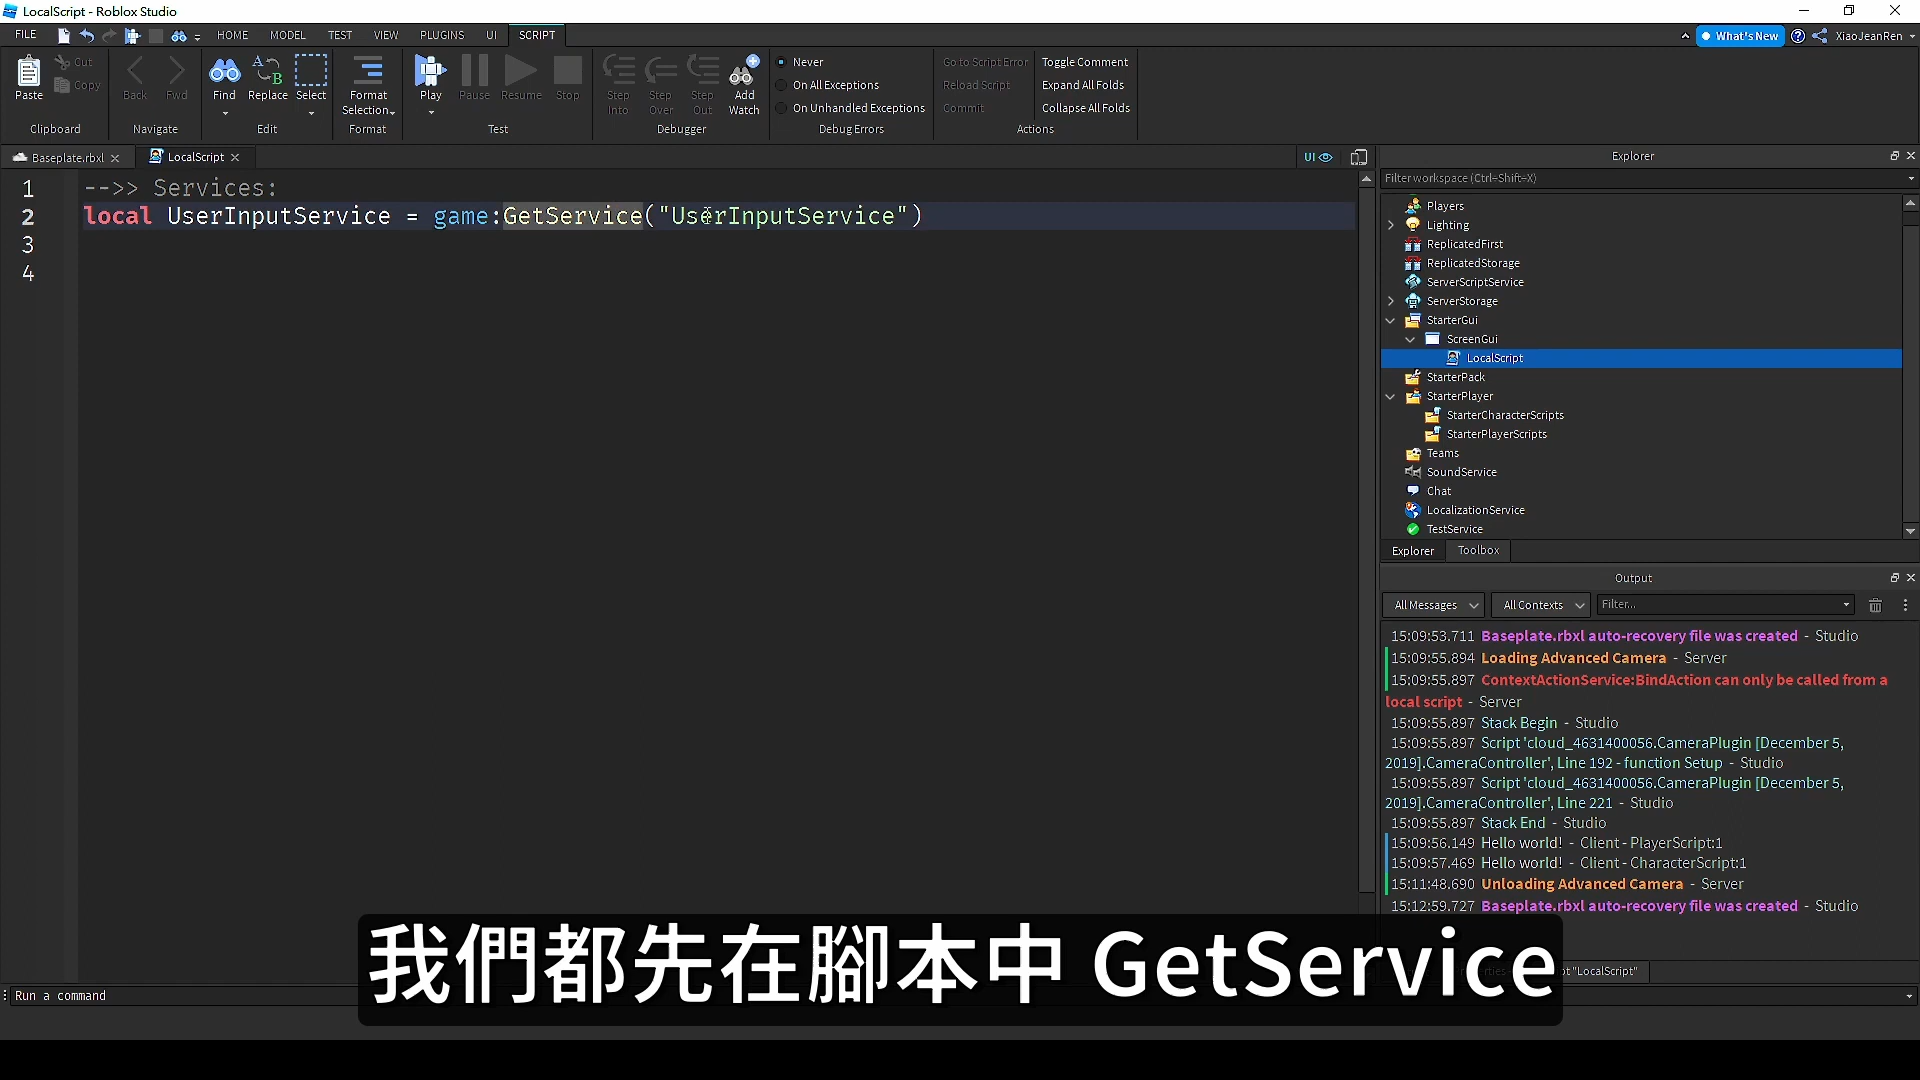 LocalScript - Roblox Studio
FILE HOME MODEL TEST VIEW PLUGINS UI SCRIPT What's New XiaoJeanRen
Paste Cut Copy
Clipboard
Back Fwd
Navigate
Find Replace Select
Edit
Format Selection
Format
Play Pause Resume Stop
Test
Step Into Step Over Step Out Add Watch
Debugger
Never
On All Exceptions
On Unhandled Exceptions
Debug Errors
Go to Script Error Toggle Comment
Reload Script Expand All Folds
Commit Collapse All Folds
Actions
Baseplate.rbxl LocalScript UI
1 -->> Services:
2 local UserInputService = game:GetService("UserInputService")
3
4
Explorer
Filter workspace (Ctrl+Shift+X)
Players
Lighting
ReplicatedFirst
ReplicatedStorage
ServerScriptService
ServerStorage
StarterGui
ScreenGui
LocalScript
StarterPack
StarterPlayer
StarterCharacterScripts
StarterPlayerScripts
Teams
SoundService
Chat
LocalizationService
TestService
Explorer Toolbox
Output
All Messages All Contexts Filter...
15:09:53.711 Baseplate.rbxl auto-recovery file was created - Studio
15:09:55.894 Loading Advanced Camera - Server
15:09:55.897 ContextActionService:BindAction can only be called from a
local script - Server
15:09:55.897 Stack Begin - Studio
15:09:55.897 Script 'cloud_4631400056.CameraPlugin [December 5,
2019].CameraController', Line 192 - function Setup - Studio
15:09:55.897 Script 'cloud_4631400056.CameraPlugin [December 5,
2019].CameraController', Line 221 - Studio
15:09:55.897 Stack End - Studio
15:09:56.149 Hello world! - Client - PlayerScript:1
15:09:57.469 Hello world! - Client - CharacterScript:1
15:11:48.690 Unloading Advanced Camera - Server
15:12:59.727 Baseplate.rbxl auto-recovery file was created - Studio
"LocalScript"
Run a command
我們都先在腳本中 GetService